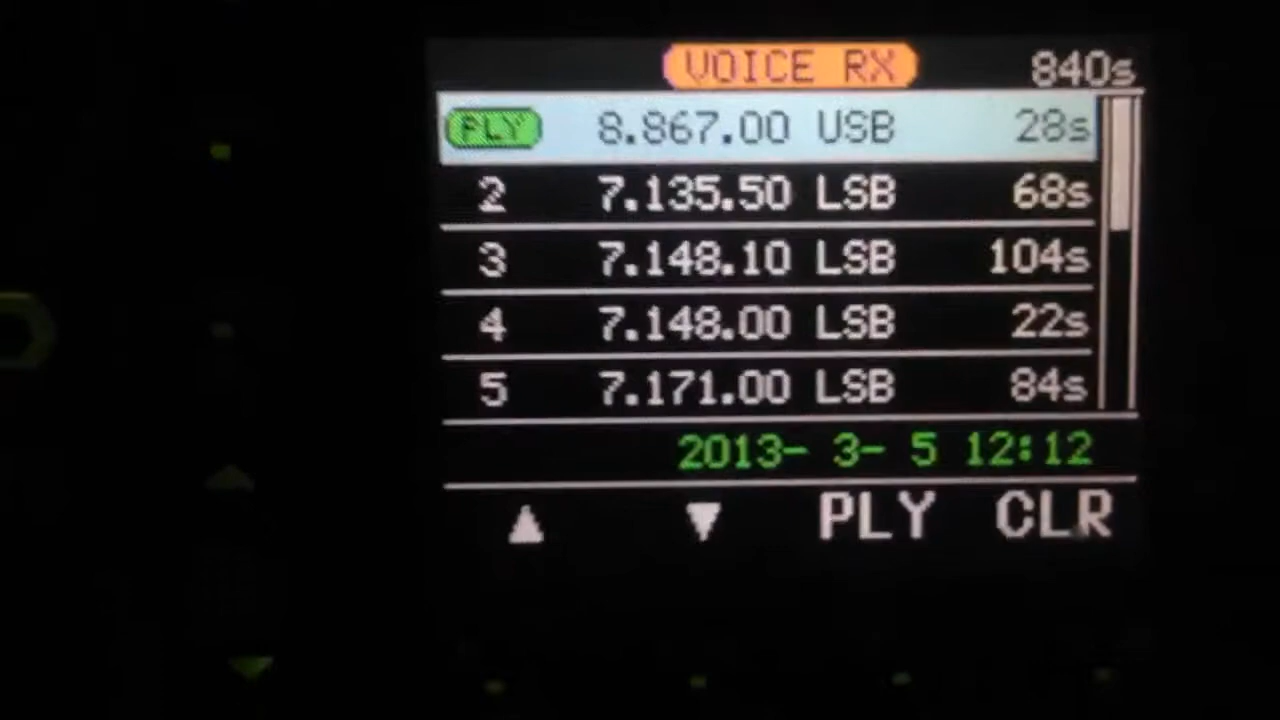 VOICE RX 840s
PLY 8.867.00 USB 28s
2 7.135.50 LSB 68s
3 7.148.10 LSB 104s
4 7.148.00 LSB 22s
5 7.171.00 LSB 84s
2013- 3- 5 12:12
▲ ▼ PLY CLR